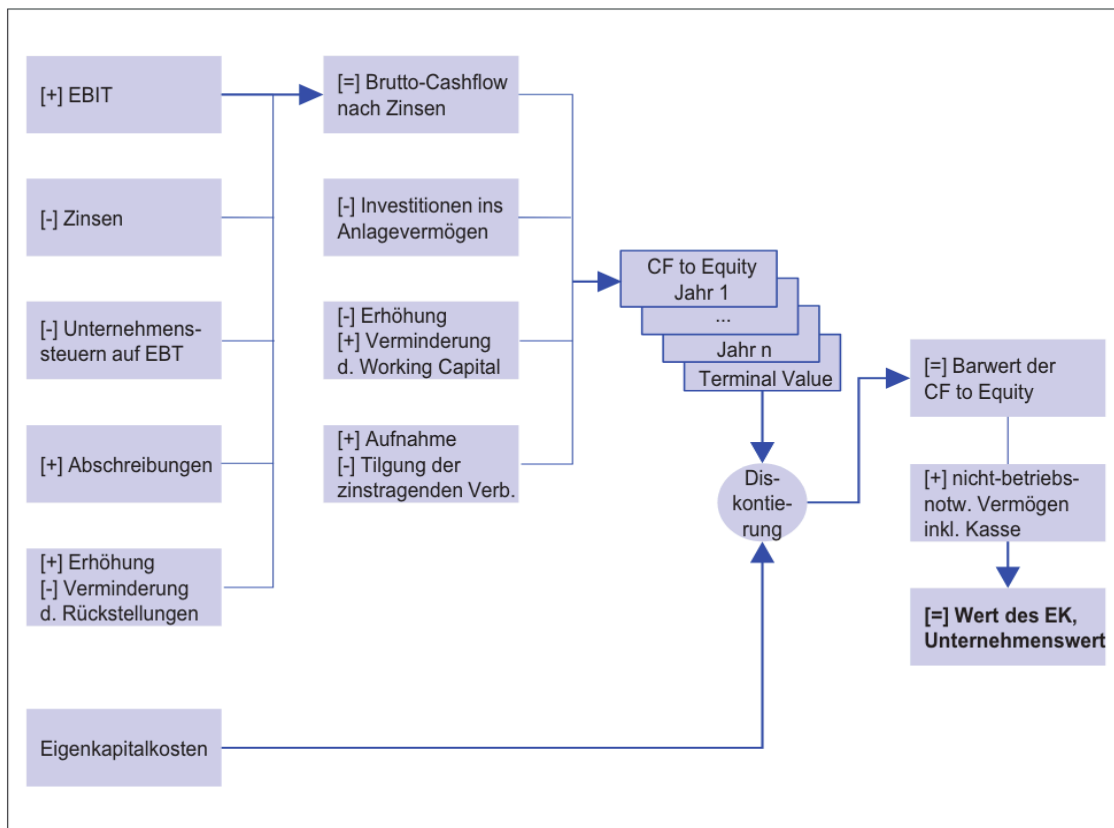 [+] EBIT
[-] Zinsen
[-] Unternehmens-
steuern auf EBT
[+] Abschreibungen
[+] Erhöhung
[-] Verminderung
d. Rückstellungen
Eigenkapitalkosten
[=] Brutto-Cashflow
nach Zinsen
[-] Investitionen ins
Anlagevermögen
[-] Erhöhung
[+] Verminderung
d. Working Capital
[+] Aufnahme
[-] Tilgung der
zinstragenden Verb.
CF to Equity
Jahr 1
...
Jahr n
Terminal Value
Dis-
kontie-
rung
[=] Barwert der
CF to Equity
[+] nicht-betriebs-
notw. Vermögen
inkl. Kasse
[=] Wert des EK,
Unternehmenswert